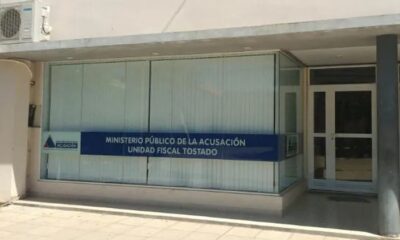 MINISTERIO PÚBLICO DE LA ACUSACIÓN
UNIDAD FISCAL TOSTADO